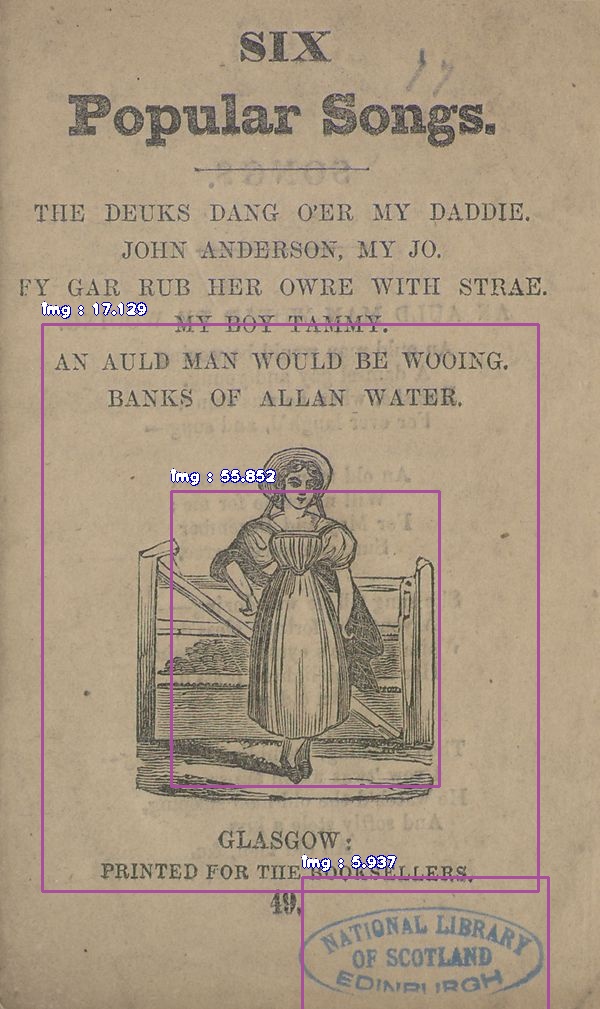 SIX
Popular Songs.
THE DEUKS DANG O'ER MY DADDIE.
JOHN ANDERSON, MY JO.
FY GAR RUB HER OWRE WITH STRAE.
Img : 17.129
MY BOY TAMMY.
AN AULD MAN WOULD BE WOOING.
BANKS OF ALLAN WATER.
Img : 55.852
GLASGOW:
Img : 5.937
PRINTED FOR THE BOOKSELLERS.
49.
NATIONAL LIBRARY
OF SCOTLAND
EDINBURGH